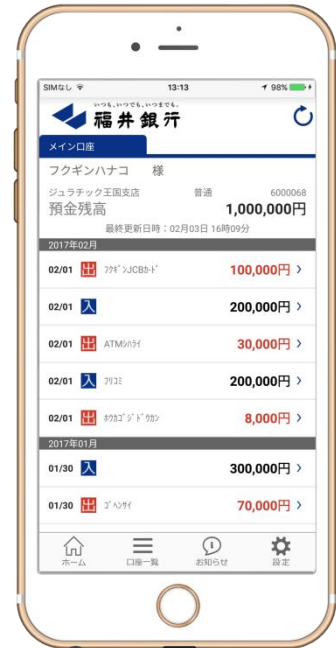 SIMなし 13:13 98%
いつも、いつでも、いつまでも。
福井銀行
メイン口座
フクギンハナコ 様
ジュラチック王国支店 普通 6000068
預金残高 1,000,000円
最終更新日時：02月03日 16時09分
2017年02月
02/01 出 ﾌｸｷﾞﾝJCBｶｰﾄﾞ 100,000円
02/01 入 200,000円
02/01 出 ATMｼﾊﾗｲ 30,000円
02/01 入 ﾌﾘｺﾐ 200,000円
02/01 出 8,000円
2017年01月
01/30 入 300,000円
01/30 出 ｺﾞﾍﾝｻｲ 70,000円
ホーム 口座一覧 お知らせ 設定